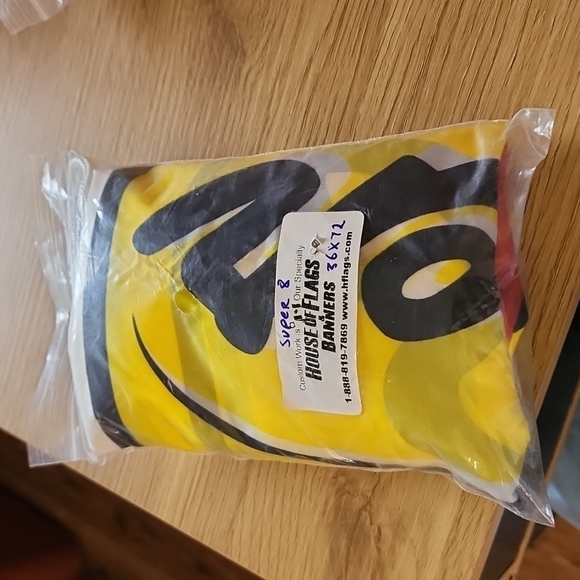 SUPER 8
Custom Work is Our Specialty
HOUSE OF FLAGS
& BANNERS 36X72
1-888-819-7869 www.hflags.com